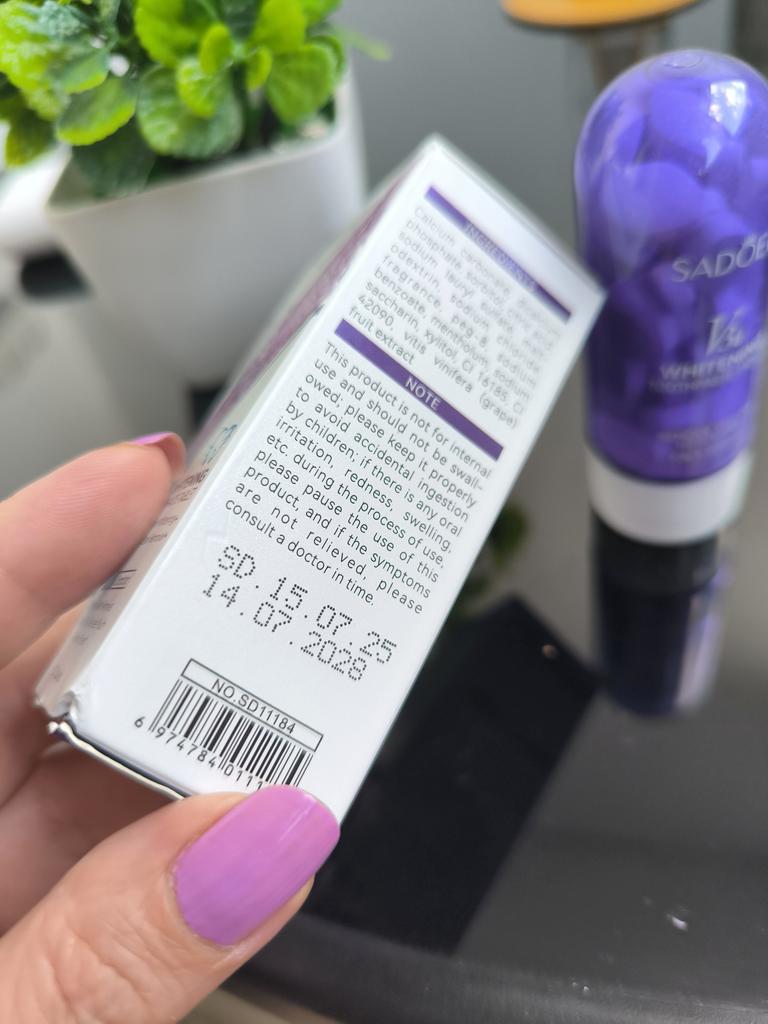 INGREDIENTS
Calcium carbonate,
phosphate, sorbitol,
sodium lauryl sulfate,
odextrin, sodium chloride,
fragrance, peg-8, sodium
benzoate, mentholum, sodium
saccharin, xylitol, CI 16185, CI
42090, vitis vinifera (grape)
fruit extract
NOTE
This product is not for internal
use and should not be swall-
owed; please keep it properly
to avoid accidental ingestion
by children; if there is any oral
irritation, redness, swelling,
etc. during the process of use,
please pause the use of this
product, and if the symptoms
are not relieved, please
consult a doctor in time.
SD. 15.07.25
14.07.2028
NO.SD11184
6 974784 0111
SADOE
V34
WHITENING